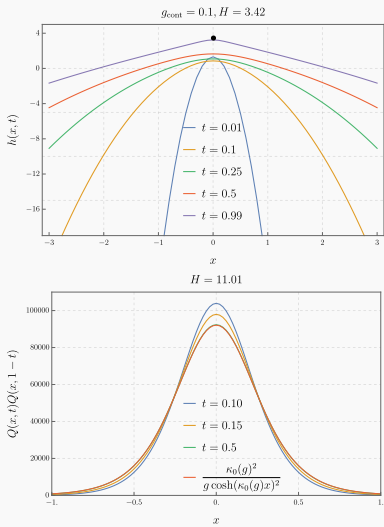 g_cont = 0.1, H = 3.42
h(x, t)
4
0
−4
−8
−12
−16
t = 0.01
t = 0.1
t = 0.25
t = 0.5
t = 0.99
−3 −2 −1 0 1 2 3
x
H = 11.01
Q(x, t)Q(x, 1 − t)
100000
80000
60000
40000
20000
0
t = 0.10
t = 0.15
t = 0.5
κ₀(g)²
g cosh(κ₀(g)x)²
−1. −0.5 0. 0.5 1.
x